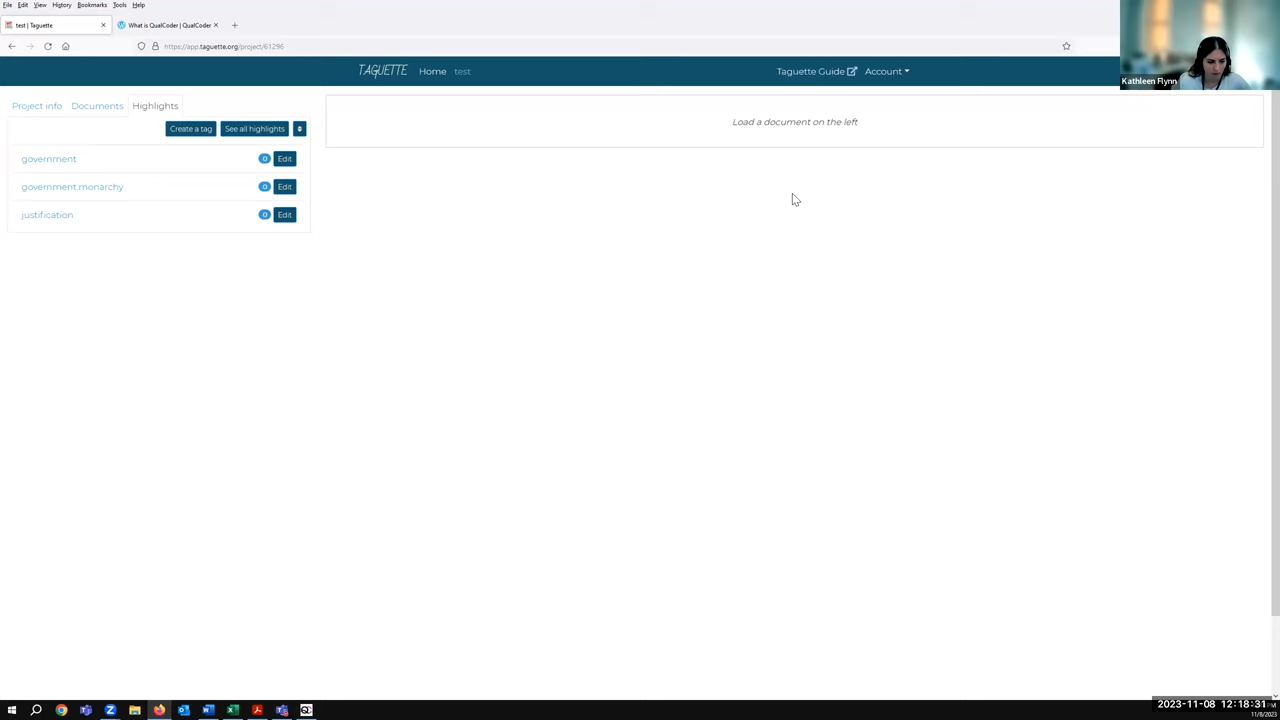 File Edit View History Bookmarks Tools Help
test | Taguette
What is QualCoder | QualCoder
https://app.taguette.org/project/61296
TAGUETTE Home test Taguette Guide Account
Kathleen Flynn
Project info Documents Highlights
Create a tag See all highlights
Load a document on the left
government 0 Edit
government.monarchy 0 Edit
justification 0 Edit
2023-11-08 12:18:31
11/8/2023